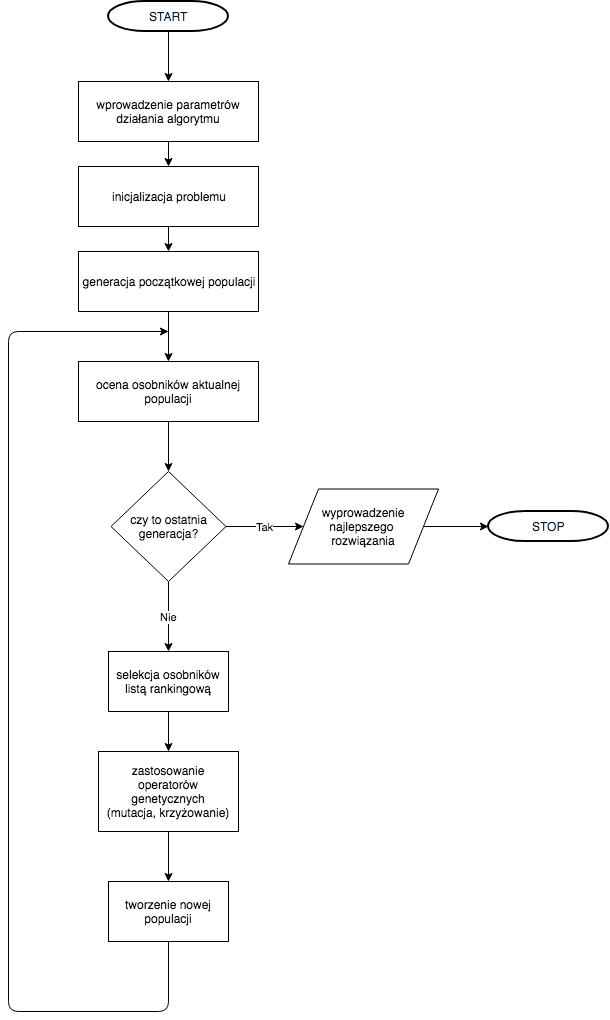 START
wprowadzenie parametrów
działania algorytmu
inicjalizacja problemu
generacja początkowej populacji
ocena osobników aktualnej
populacji
czy to ostatnia
generacja?
Tak
wyprowadzenie
najlepszego
rozwiązania
STOP
Nie
selekcja osobników
listą rankingową
zastosowanie
operatorów
genetycznych
(mutacja, krzyżowanie)
tworzenie nowej
populacji